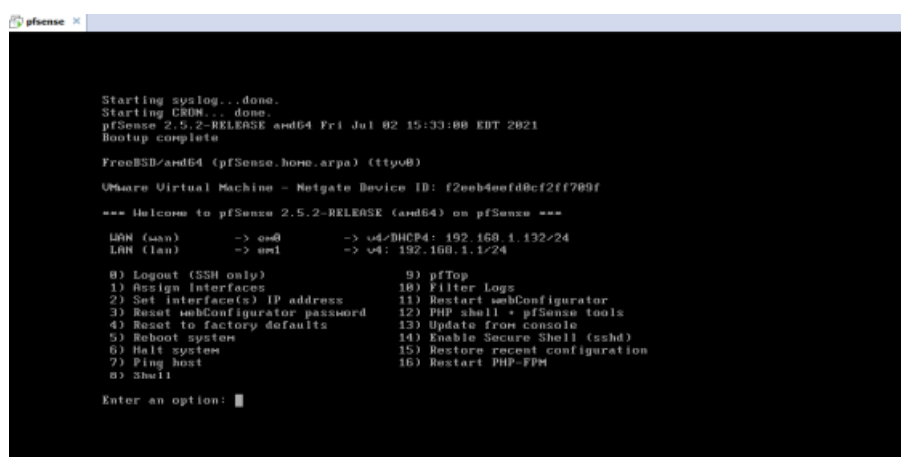 pfsense ×
Starting syslog...done.
Starting CRON... done.
pfSense 2.5.2-RELEASE amd64 Fri Jul 02 15:33:00 EDT 2021
Bootup complete
FreeBSD/amd64 (pfSense.home.arpa) (ttyv0)
VMware Virtual Machine - Netgate Device ID: f2eeb4eefd0cf2ff709f
*** Welcome to pfSense 2.5.2-RELEASE (amd64) on pfSense ***
WAN (wan) -> em0 -> v4/DHCP4: 192.168.1.132/24
LAN (lan) -> em1 -> v4: 192.168.1.1/24
0) Logout (SSH only) 9) pfTop
1) Assign Interfaces 10) Filter Logs
2) Set interface(s) IP address 11) Restart webConfigurator
3) Reset webConfigurator password 12) PHP shell + pfSense tools
4) Reset to factory defaults 13) Update from console
5) Reboot system 14) Enable Secure Shell (sshd)
6) Halt system 15) Restore recent configuration
7) Ping host 16) Restart PHP-FPM
8) Shell
Enter an option: